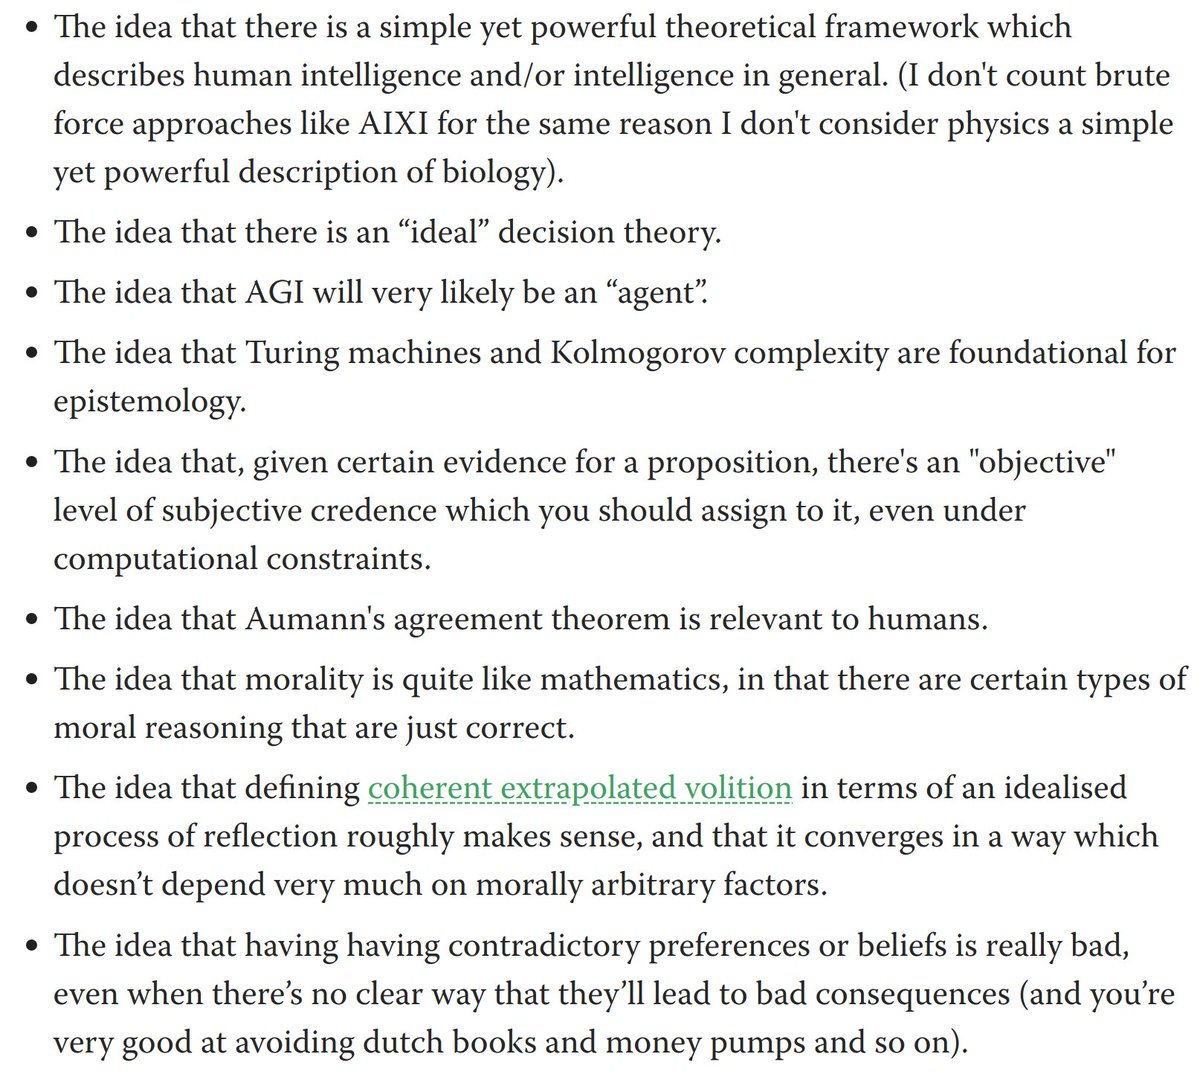 • The idea that there is a simple yet powerful theoretical framework which
describes human intelligence and/or intelligence in general. (I don't count brute
force approaches like AIXI for the same reason I don't consider physics a simple
yet powerful description of biology).
• The idea that there is an “ideal” decision theory.
• The idea that AGI will very likely be an “agent”.
• The idea that Turing machines and Kolmogorov complexity are foundational for
epistemology.
• The idea that, given certain evidence for a proposition, there's an "objective"
level of subjective credence which you should assign to it, even under
computational constraints.
• The idea that Aumann's agreement theorem is relevant to humans.
• The idea that morality is quite like mathematics, in that there are certain types of
moral reasoning that are just correct.
• The idea that defining coherent extrapolated volition in terms of an idealised
process of reflection roughly makes sense, and that it converges in a way which
doesn’t depend very much on morally arbitrary factors.
• The idea that having having contradictory preferences or beliefs is really bad,
even when there’s no clear way that they’ll lead to bad consequences (and you’re
very good at avoiding dutch books and money pumps and so on).